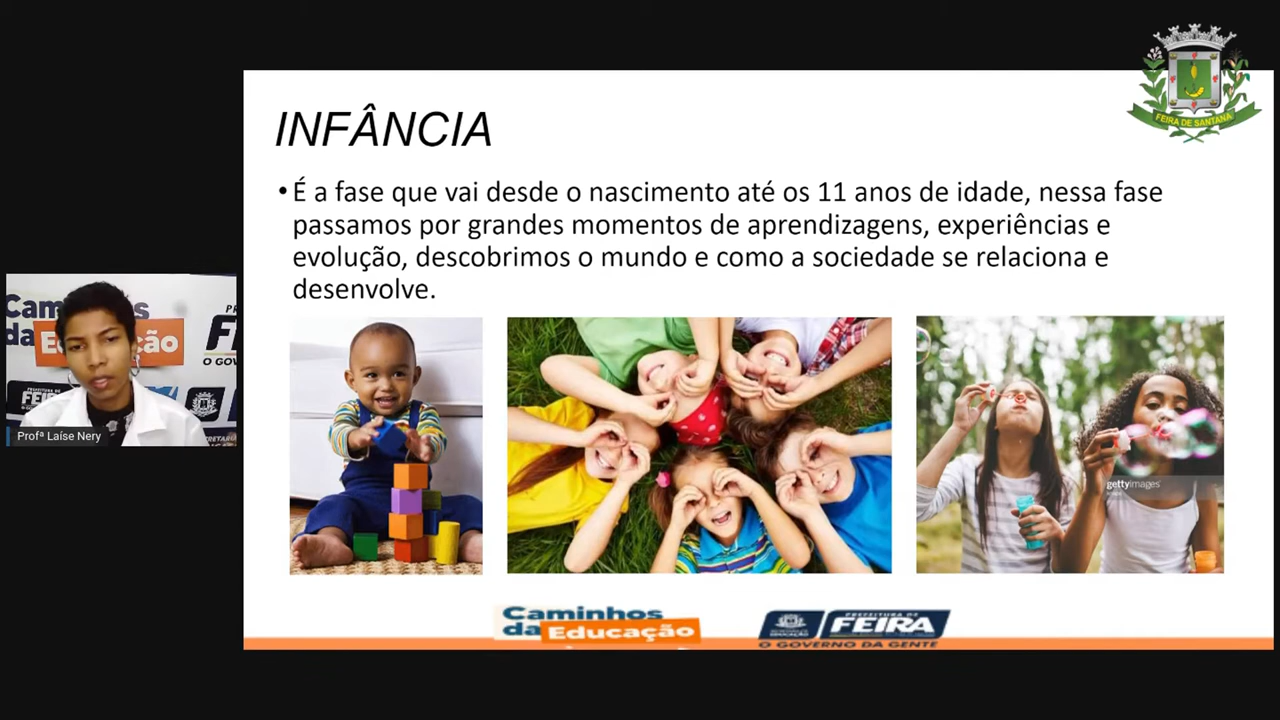 FEIRA DE SANTANA
INFÂNCIA
• É a fase que vai desde o nascimento até os 11 anos de idade, nessa fase
passamos por grandes momentos de aprendizagens, experiências e
evolução, descobrimos o mundo e como a sociedade se relaciona e
desenvolve.
Profª Laíse Nery
gettyimages
Caminhos
da Educação
PREFEITURA DE
FEIRA
EDUCAÇÃO
O GOVERNO DA GENTE